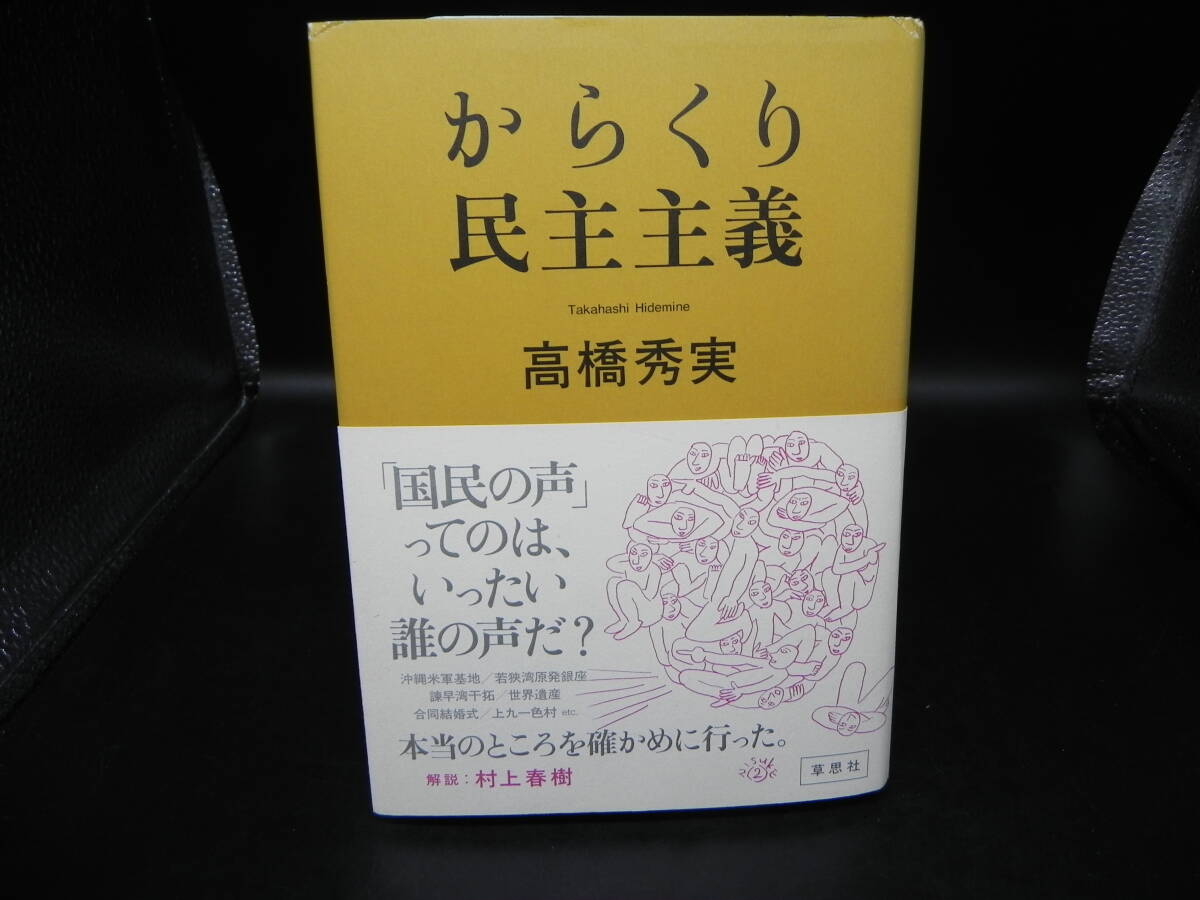 からくり
民主主義
Takahashi Hidemine
高橋秀実
「国民の声」
ってのは、
いったい
誰の声だ?
沖縄米軍基地／若狭湾原発銀座
諫早湾干拓／世界遺産
合同結婚式／上九一色村 etc.
本当のところを確かめに行った。
解説：村上春樹
草思社